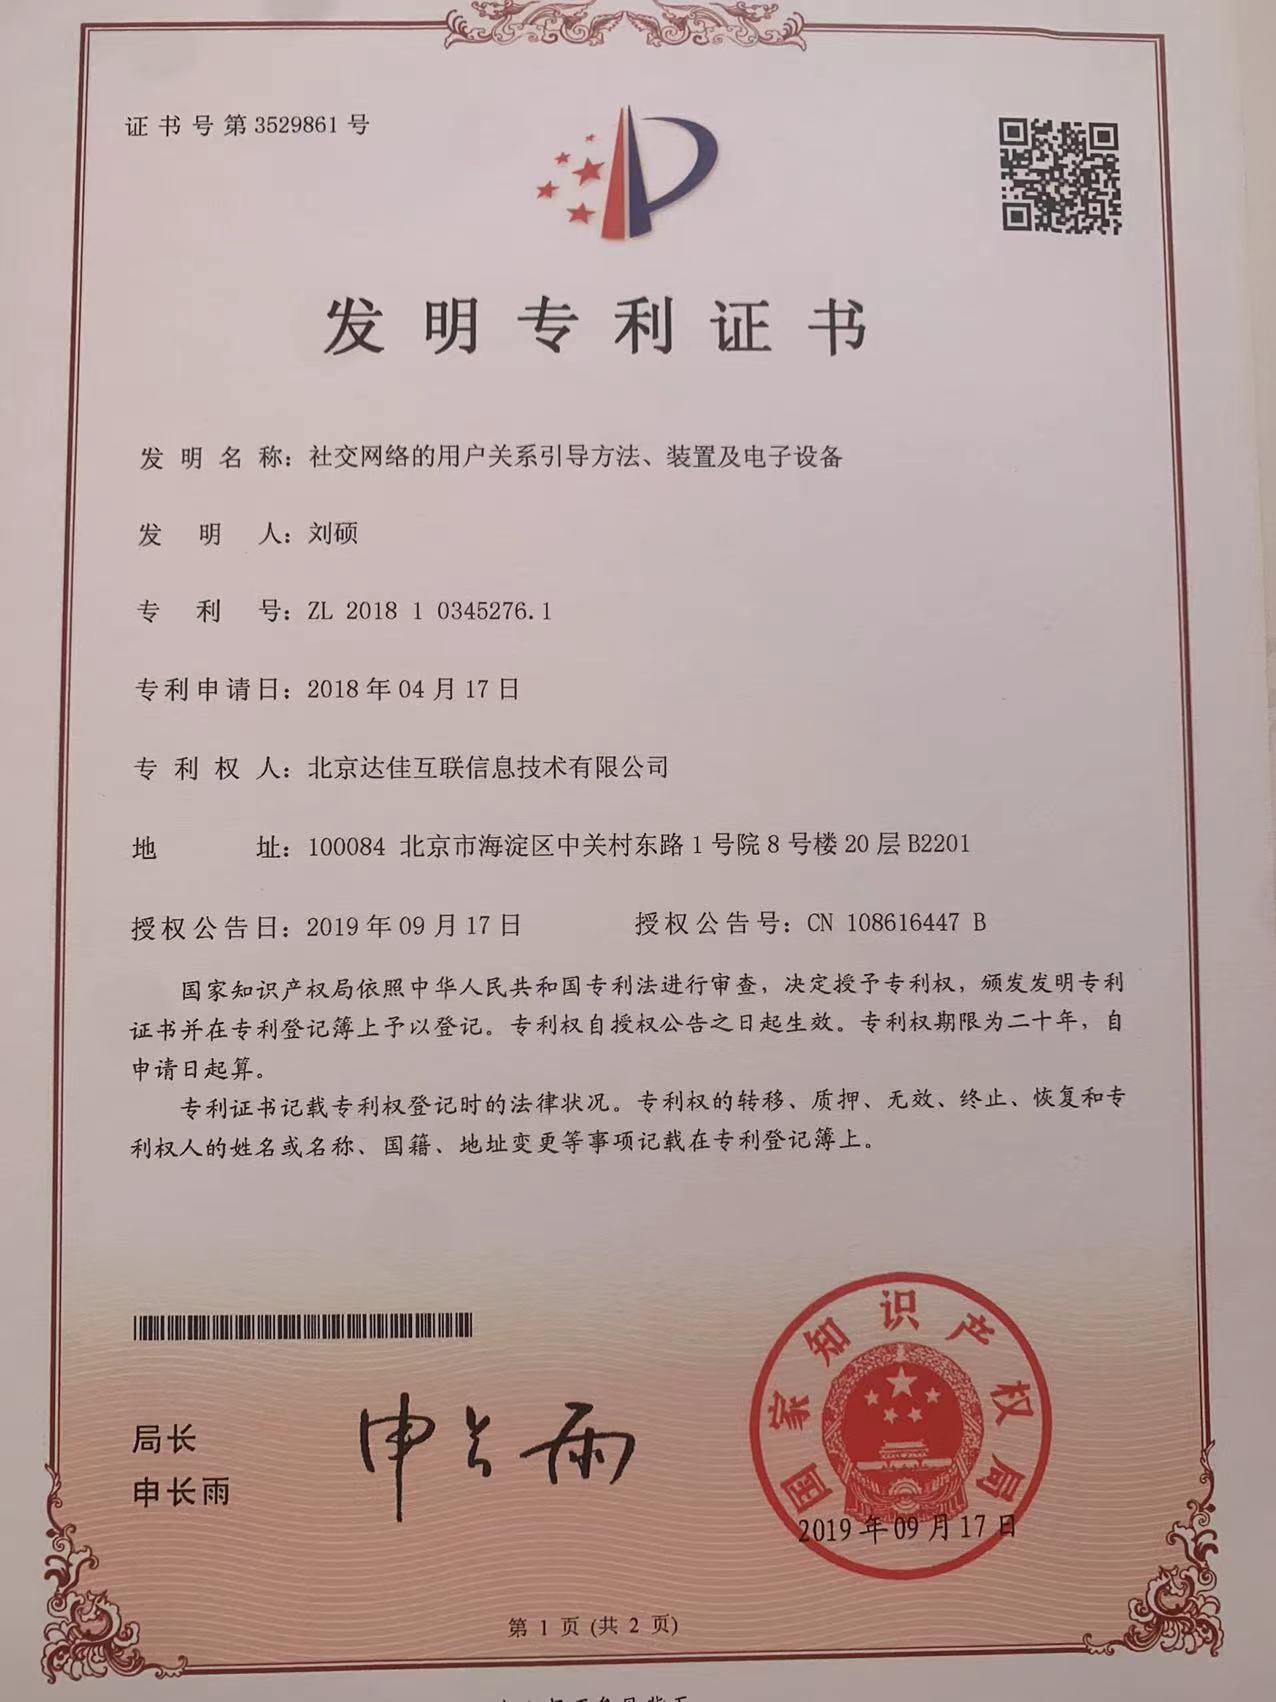 证书号第3529861号
发明专利证书
发明名称：社交网络的用户关系引导方法、装置及电子设备
发明人：刘硕
专利号：ZL 2018 1 0345276.1
专利申请日：2018年04月17日
专利权人：北京达佳互联信息技术有限公司
地址：100084 北京市海淀区中关村东路1号院8号楼20层B2201
授权公告日：2019年09月17日 授权公告号：CN 108616447 B
国家知识产权局依照中华人民共和国专利法进行审查，决定授予专利权，颁发发明专利
证书并在专利登记簿上予以登记。专利权自授权公告之日起生效。专利权期限为二十年，自
申请日起算。
专利证书记载专利权登记时的法律状况。专利权的转移、质押、无效、终止、恢复和专
利权人的姓名或名称、国籍、地址变更等事项记载在专利登记簿上。
局长
申长雨
申长雨
国家知识产权局
2019年09月17日
第 1 页 (共 2 页)